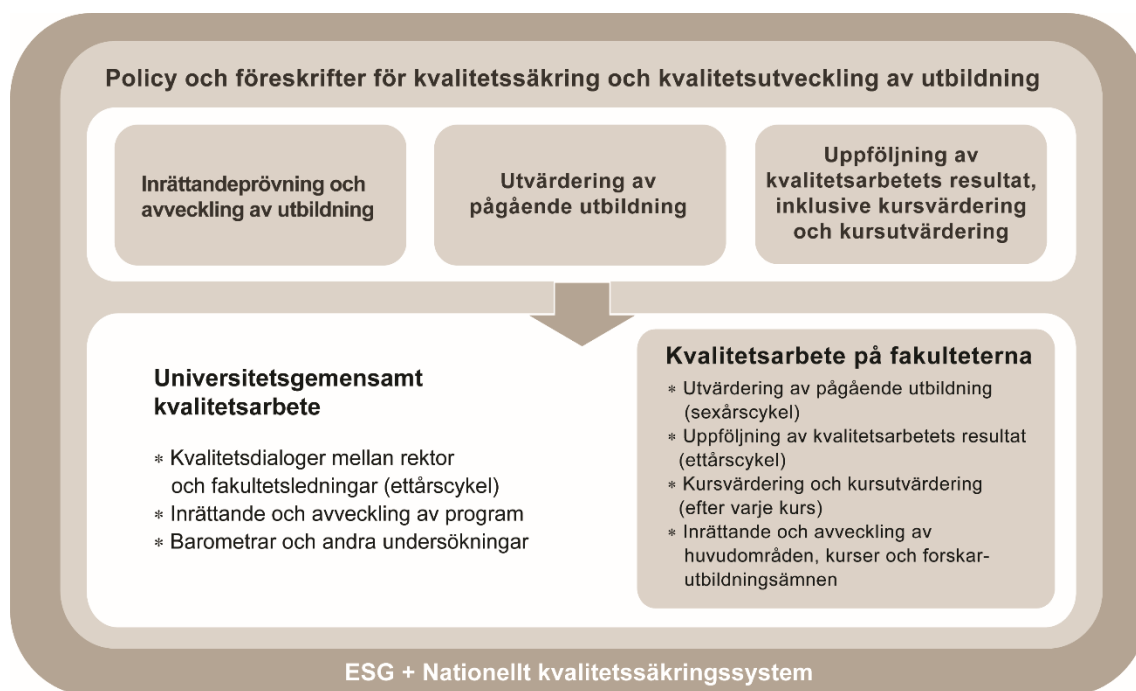 Policy och föreskrifter för kvalitetssäkring och kvalitetsutveckling av utbildning
Inrättandeprövning och
avveckling av utbildning
Utvärdering av
pågående utbildning
Uppföljning av
kvalitetsarbetets resultat,
inklusive kursvärdering
och kursutvärdering
Universitetsgemensamt
kvalitetsarbete
* Kvalitetsdialoger mellan rektor
och fakultetsledningar (ettårscykel)
* Inrättande och avveckling av program
* Barometrar och andra undersökningar
Kvalitetsarbete på fakulteterna
* Utvärdering av pågående utbildning
(sexårscykel)
* Uppföljning av kvalitetsarbetets resultat
(ettårscykel)
* Kursvärdering och kursutvärdering
(efter varje kurs)
* Inrättande och avveckling av
huvudområden, kurser och forskar-
utbildningsämnen
ESG + Nationellt kvalitetssäkringssystem